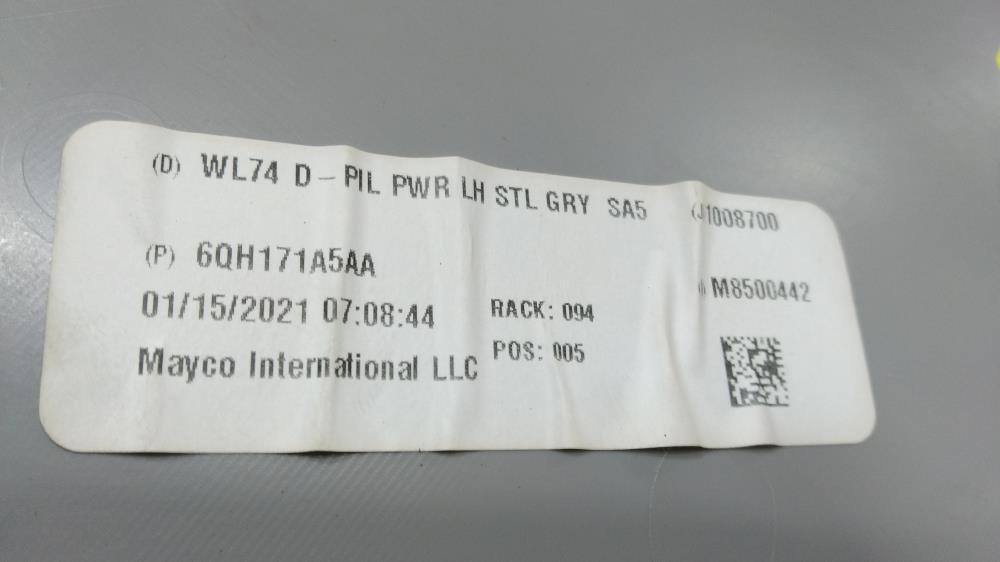 (D) WL74 D-PIL PWR LH STL GRY SA5 (J1008700
(P) 6QH171A5AA
M8500442
01/15/2021 07:08:44 RACK: 094
Mayco International LLC POS: 005